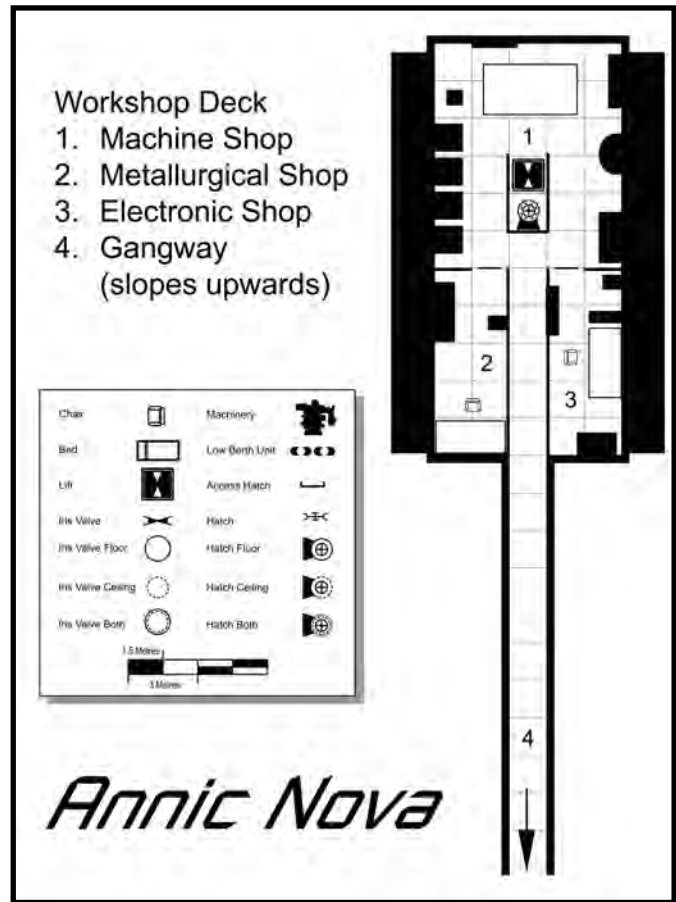 Workshop Deck
1. Machine Shop
2. Metallurgical Shop
3. Electronic Shop
4. Gangway
(slopes upwards)
1
2
3
4
Chair
Machinery
Bed
Low Berth Unit
Lift
Access Hatch
Iris Valve
Hatch
Iris Valve Floor
Hatch Floor
Iris Valve Ceiling
Hatch Ceiling
Iris Valve Both
Hatch Both
1.5 Metres
3 Metres
Annic Nova